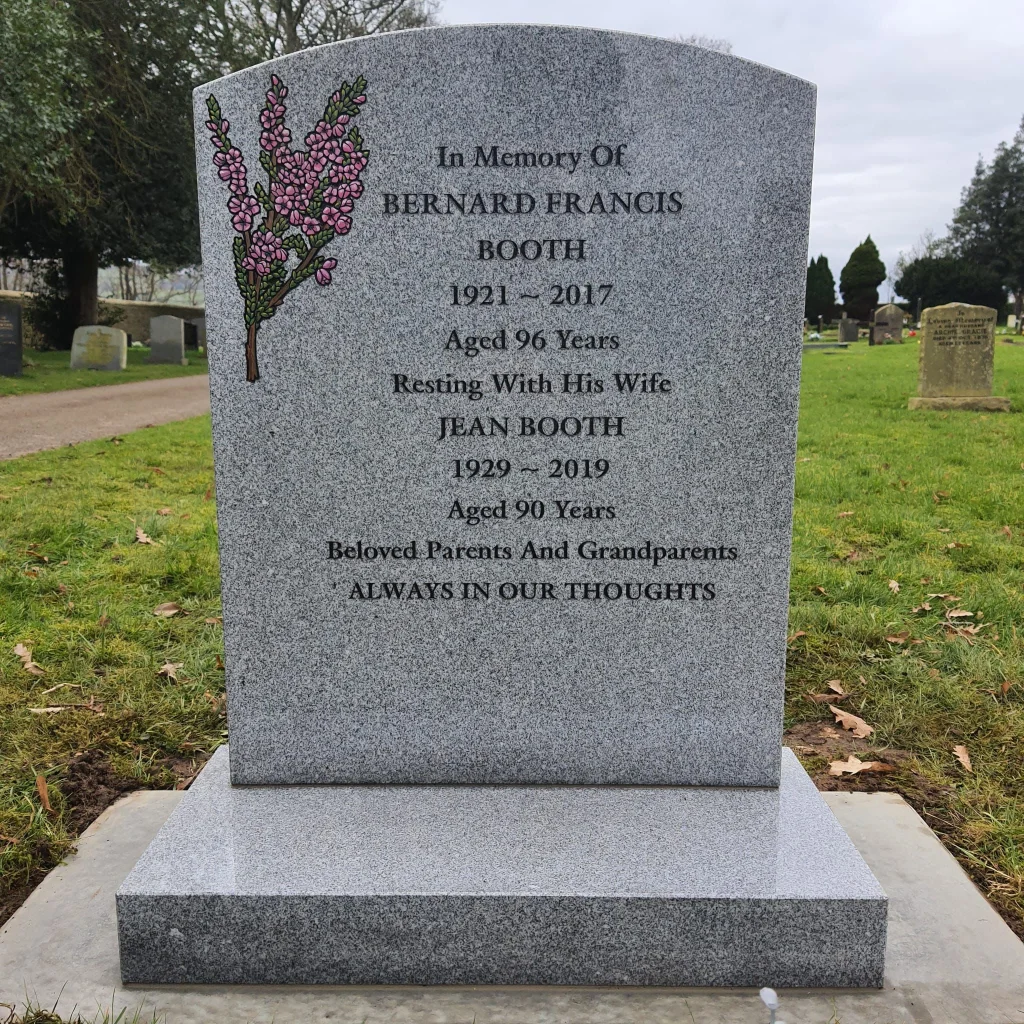 In Memory Of
BERNARD FRANCIS
BOOTH
1921 ~ 2017
Aged 96 Years
Resting With His Wife
JEAN BOOTH
1929 ~ 2019
Aged 90 Years
Beloved Parents And Grandparents
ALWAYS IN OUR THOUGHTS